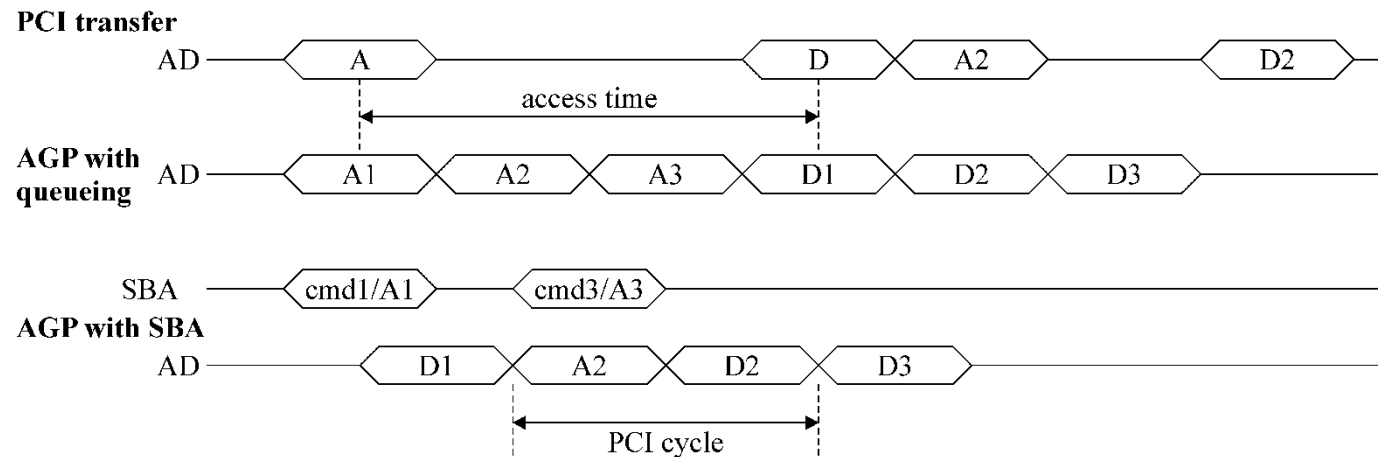 PCI transfer
AD A D A2 D2
access time
AGP with
queueing
AD A1 A2 A3 D1 D2 D3
SBA cmd1/A1 cmd3/A3
AGP with SBA
AD D1 A2 D2 D3
PCI cycle